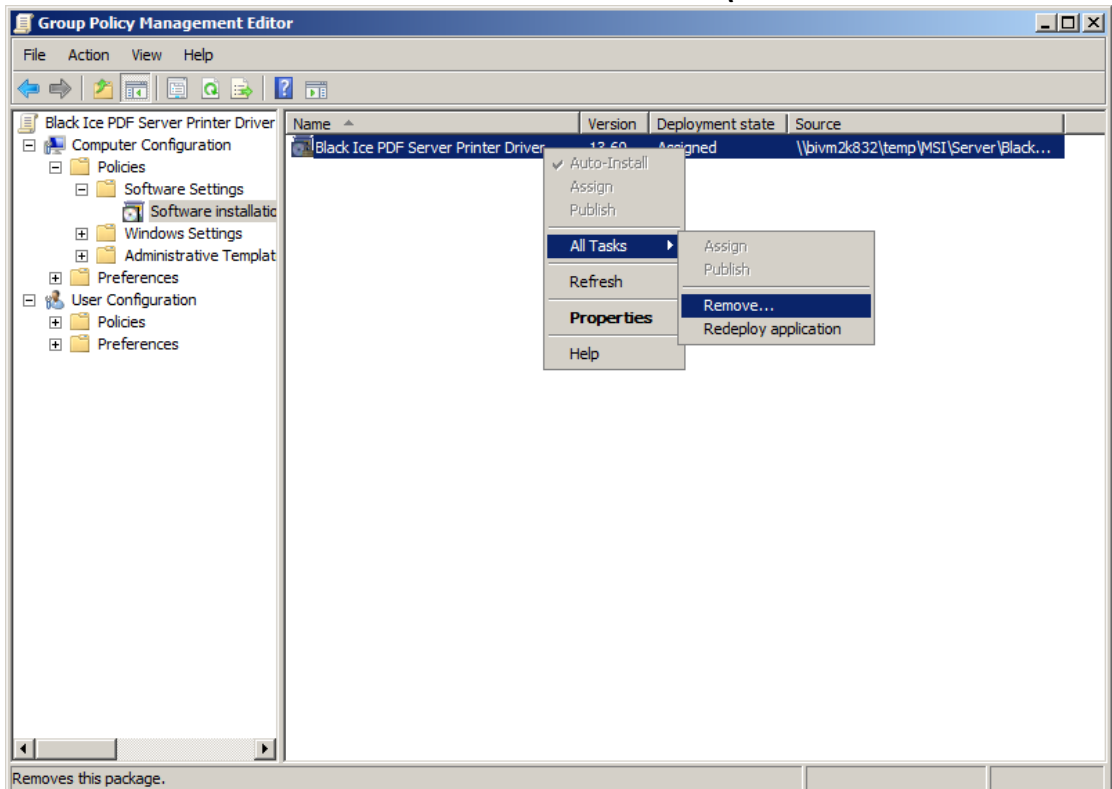 Group Policy Management Editor
File Action View Help
Black Ice PDF Server Printer Driver
Computer Configuration
Policies
Software Settings
Software installatic
Windows Settings
Administrative Templat
Preferences
User Configuration
Policies
Preferences
Name Version Deployment state Source
Black Ice PDF Server Printer Driver 13.60 Assigned \\bivm2k832\temp\MSI\Server\Black...
Auto-Install
Assign
Publish
All Tasks
Refresh
Properties
Help
Assign
Publish
Remove...
Redeploy application
Removes this package.